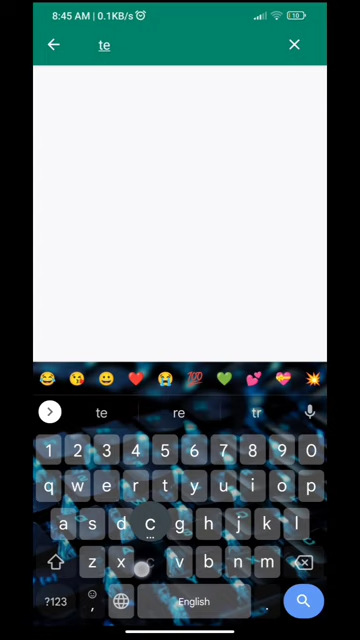 8:45 AM | 0.1KB/s 10
te
te re tr
1 2 3 4 5 6 7 8 9 0
q w e r t y u i o p
a s d c g h j k l
z x c v b n m
?123 , English .